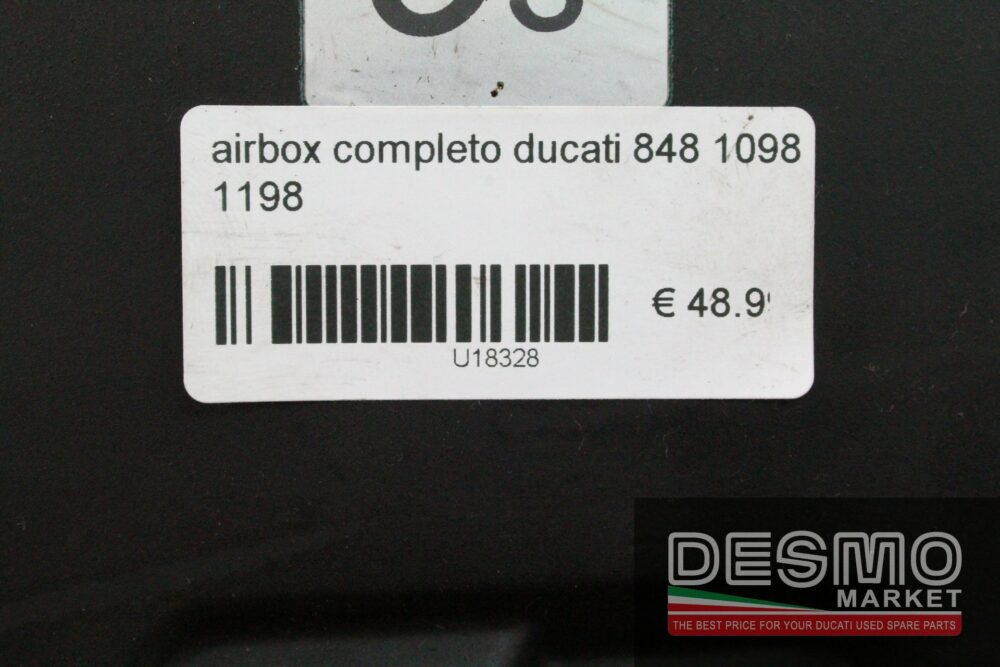 airbox completo ducati 848 1098
1198
€ 48.9
U18328
DESMO
MARKET
THE BEST PRICE FOR YOUR DUCATI USED SPARE PARTS